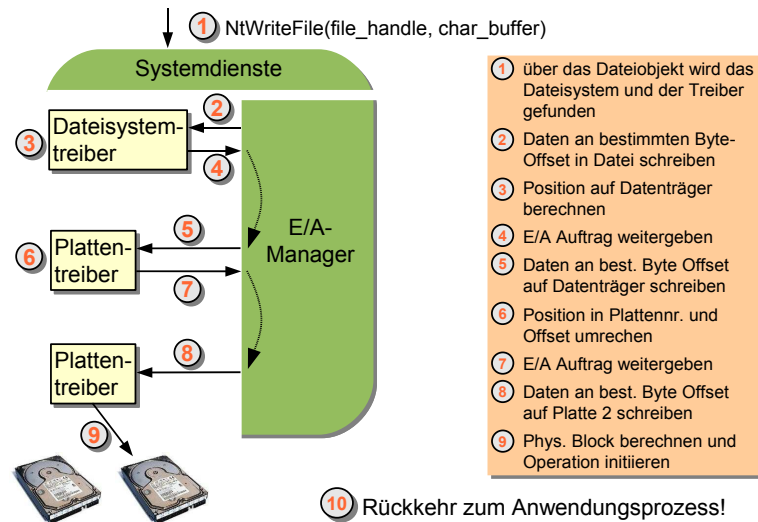 1 NtWriteFile(file_handle, char_buffer)
Systemdienste
2
3 Dateisystem-
treiber
4
E/A-
Manager
5
6 Platten-
treiber
7
8
Platten-
treiber
9
1 über das Dateiobjekt wird das
Dateisystem und der Treiber
gefunden
2 Daten an bestimmten Byte-
Offset in Datei schreiben
3 Position auf Datenträger
berechnen
4 E/A Auftrag weitergeben
5 Daten an best. Byte Offset
auf Datenträger schreiben
6 Position in Plattennr. und
Offset umrechen
7 E/A Auftrag weitergeben
8 Daten an best. Byte Offset
auf Platte 2 schreiben
9 Phys. Block berechnen und
Operation initiieren
10 Rückkehr zum Anwendungsprozess!